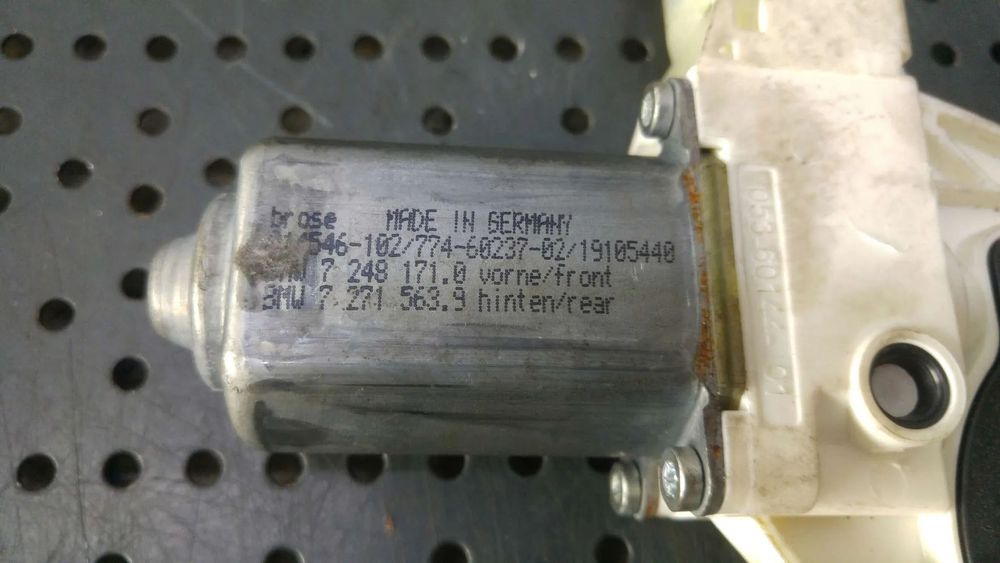 brose MADE IN GERMANY
546-102/774-60237-02/19105440
7 248 171.0 vorne/front
BMW 7.271 563.9 hinten/rear